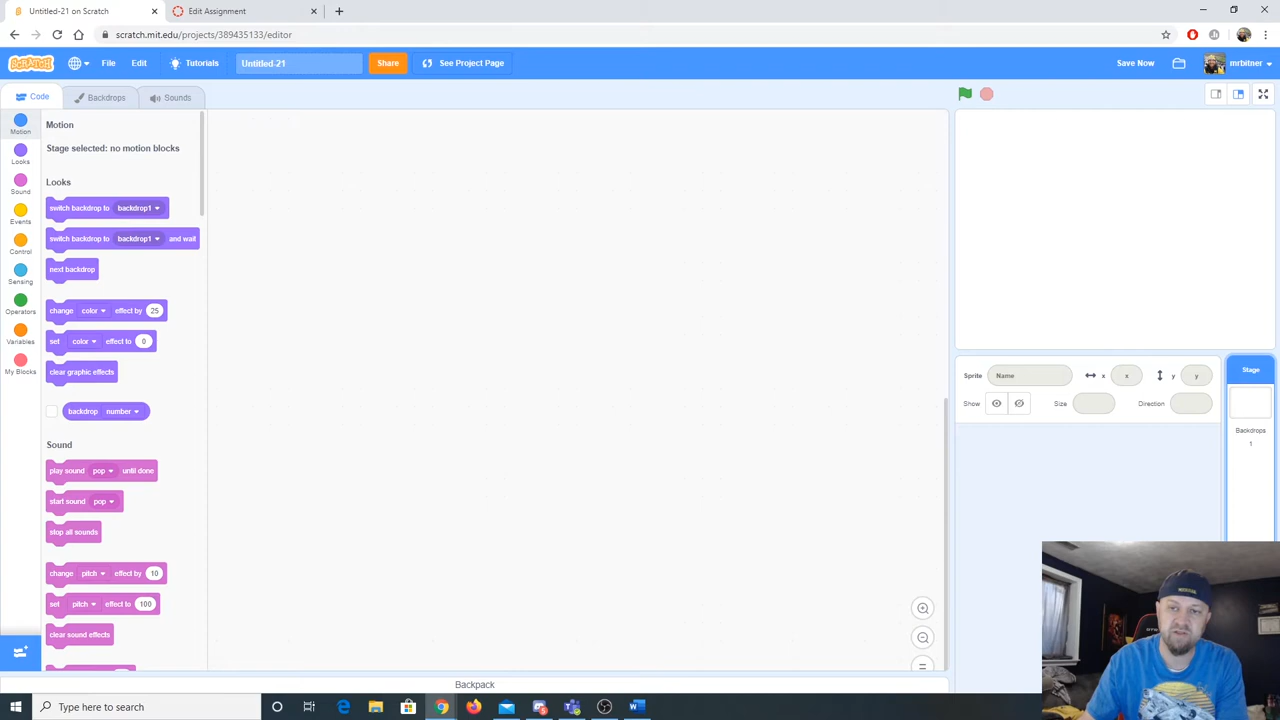 Untitled-21 on Scratch
Edit Assignment
scratch.mit.edu/projects/389435133/editor
SCRATCH
File
Edit
Tutorials
Untitled-21
Share
See Project Page
Save Now
mrbitner
Code
Backdrops
Sounds
Motion
Looks
Sound
Events
Control
Sensing
Operators
Variables
My Blocks
Motion
Stage selected: no motion blocks
Looks
switch backdrop to backdrop1
switch backdrop to backdrop1 and wait
next backdrop
change color effect by 25
set color effect to 0
clear graphic effects
backdrop number
Sound
play sound pop until done
start sound pop
stop all sounds
change pitch effect by 10
set pitch effect to 100
clear sound effects
Sprite Name x x y y
Show Size Direction
Stage
Backdrops
1
Backpack
Type here to search